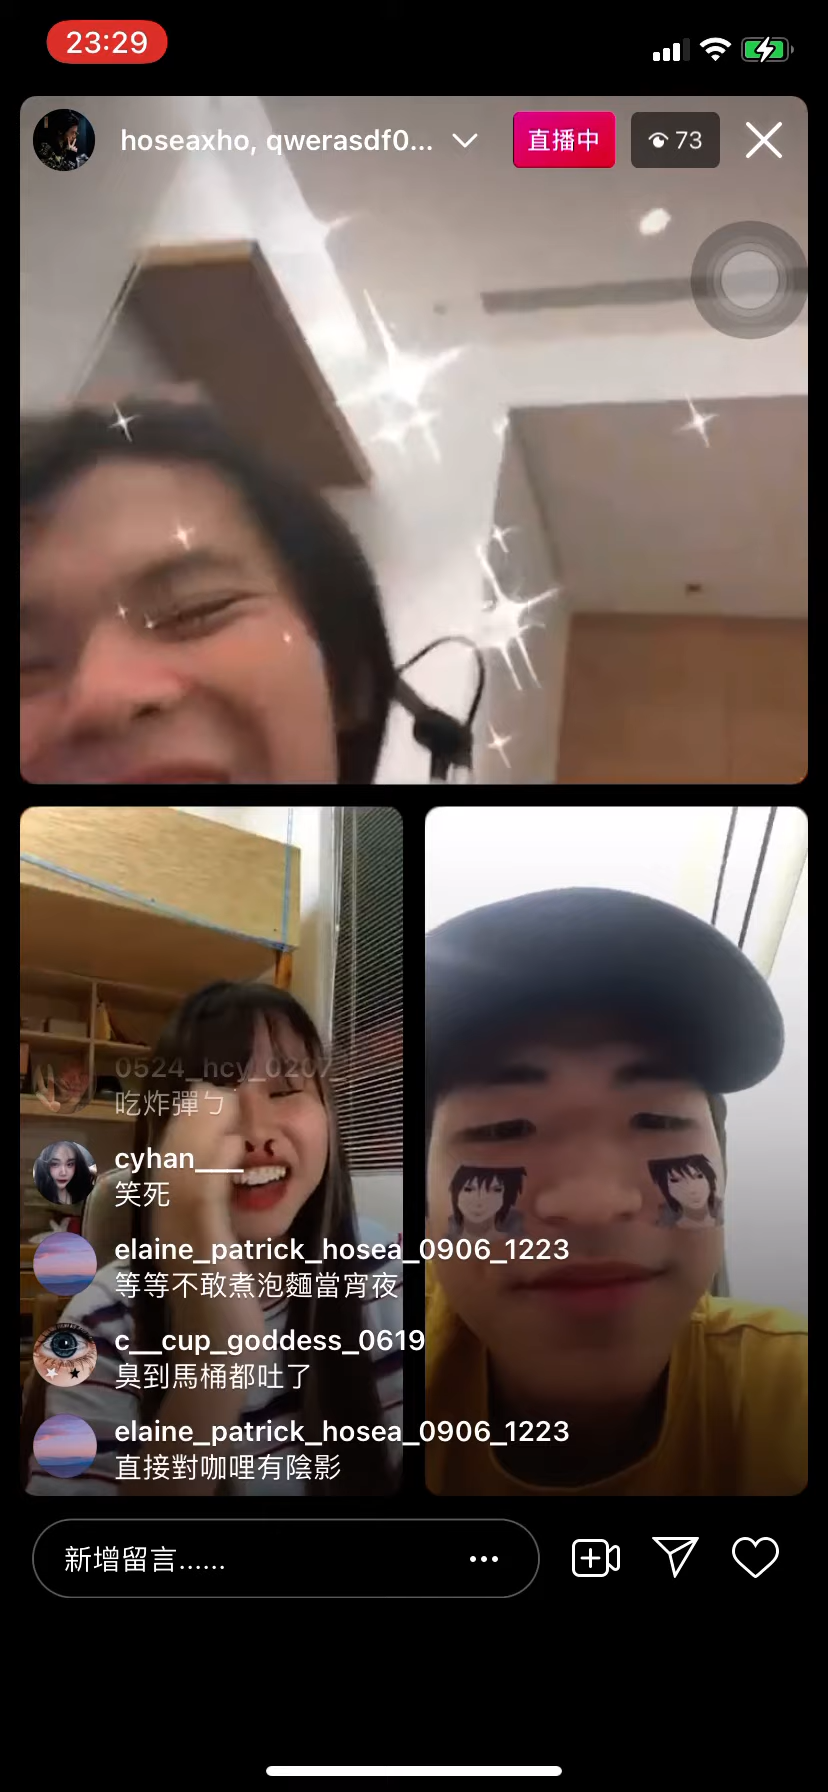 23:29
hoseaxho, qwerasdf0...
直播中
73
0524_hcy_0207
吃炸彈ㄅ
cyhan___
笑死
elaine_patrick_hosea_0906_1223
等等不敢煮泡麵當宵夜
c__cup_goddess_0619
臭到馬桶都吐了
elaine_patrick_hosea_0906_1223
直接對咖哩有陰影
新增留言......